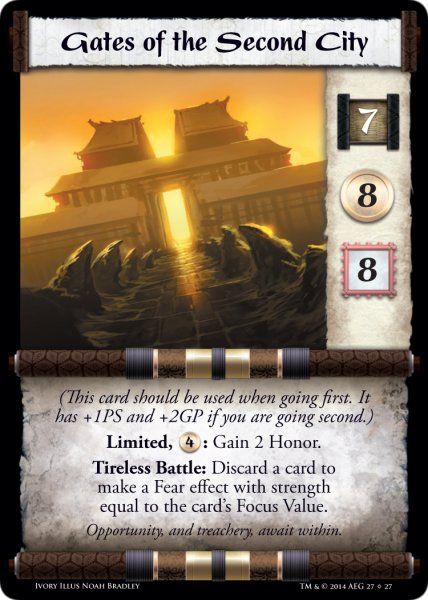 Gates of the Second City
7
8
8
(This card should be used when going first. It
has +1PS and +2GP if you are going second.)
Limited, 4: Gain 2 Honor.
Tireless Battle: Discard a card to
make a Fear effect with strength
equal to the card's Focus Value.
Opportunity, and treachery, await within.
Ivory Illus Noah Bradley
TM & © 2014 AEG 27 ⋄ 27